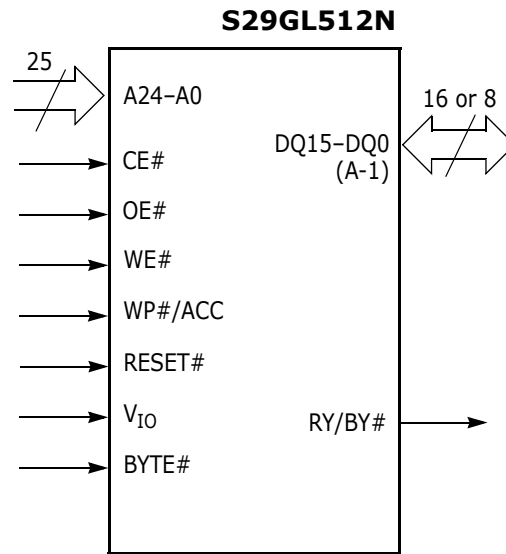 S29GL512N
25
A24–A0
16 or 8
DQ15–DQ0
(A-1)
CE#
OE#
WE#
WP#/ACC
RESET#
VIO
RY/BY#
BYTE#